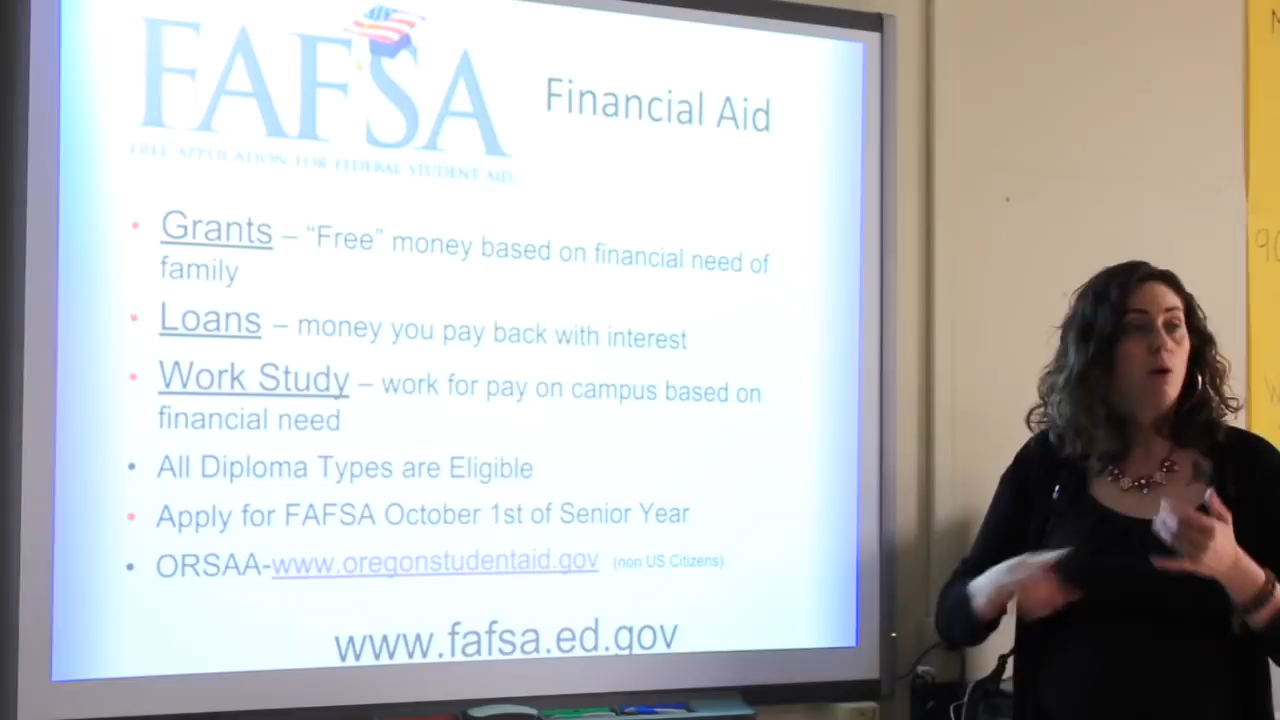 FAFSA
FREE APPLICATION FOR FEDERAL STUDENT AID
Financial Aid
• Grants – “Free” money based on financial need of
family
• Loans – money you pay back with interest
• Work Study – work for pay on campus based on
financial need
• All Diploma Types are Eligible
• Apply for FAFSA October 1st of Senior Year
• ORSAA-www.oregonstudentaid.gov (non US Citizens)
www.fafsa.ed.gov